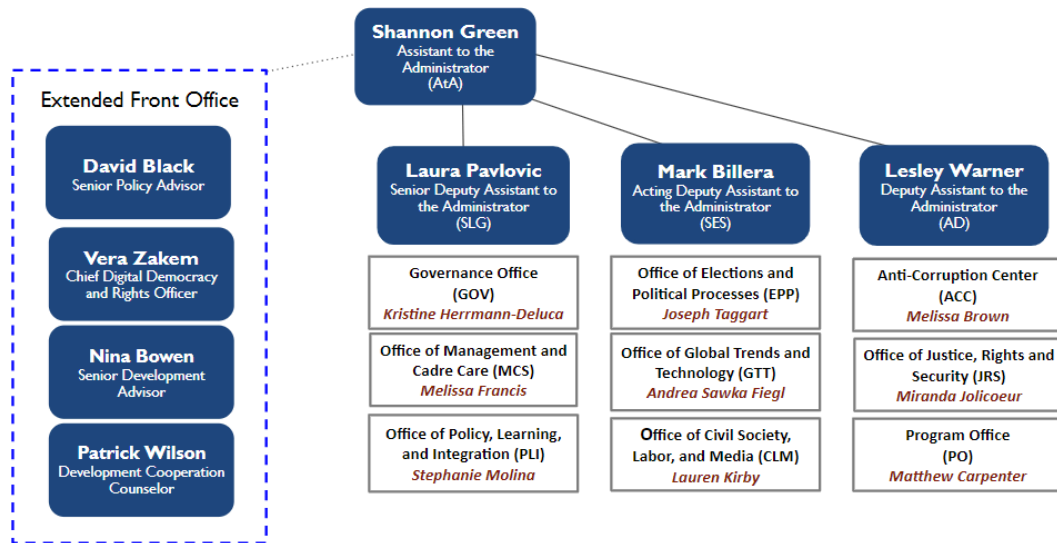 Shannon Green
Assistant to the
Administrator
(AtA)
Extended Front Office
David Black
Senior Policy Advisor
Vera Zakem
Chief Digital Democracy
and Rights Officer
Nina Bowen
Senior Development
Advisor
Patrick Wilson
Development Cooperation
Counselor
Laura Pavlovic
Senior Deputy Assistant to
the Administrator
(SLG)
Governance Office
(GOV)
Kristine Herrmann-Deluca
Office of Management and
Cadre Care (MCS)
Melissa Francis
Office of Policy, Learning,
and Integration (PLI)
Stephanie Molina
Mark Billera
Acting Deputy Assistant to
the Administrator
(SES)
Office of Elections and
Political Processes (EPP)
Joseph Taggart
Office of Global Trends and
Technology (GTT)
Andrea Sawka Fiegl
Office of Civil Society,
Labor, and Media (CLM)
Lauren Kirby
Lesley Warner
Deputy Assistant to the
Administrator
(AD)
Anti-Corruption Center
(ACC)
Melissa Brown
Office of Justice, Rights and
Security (JRS)
Miranda Jolicoeur
Program Office
(PO)
Matthew Carpenter